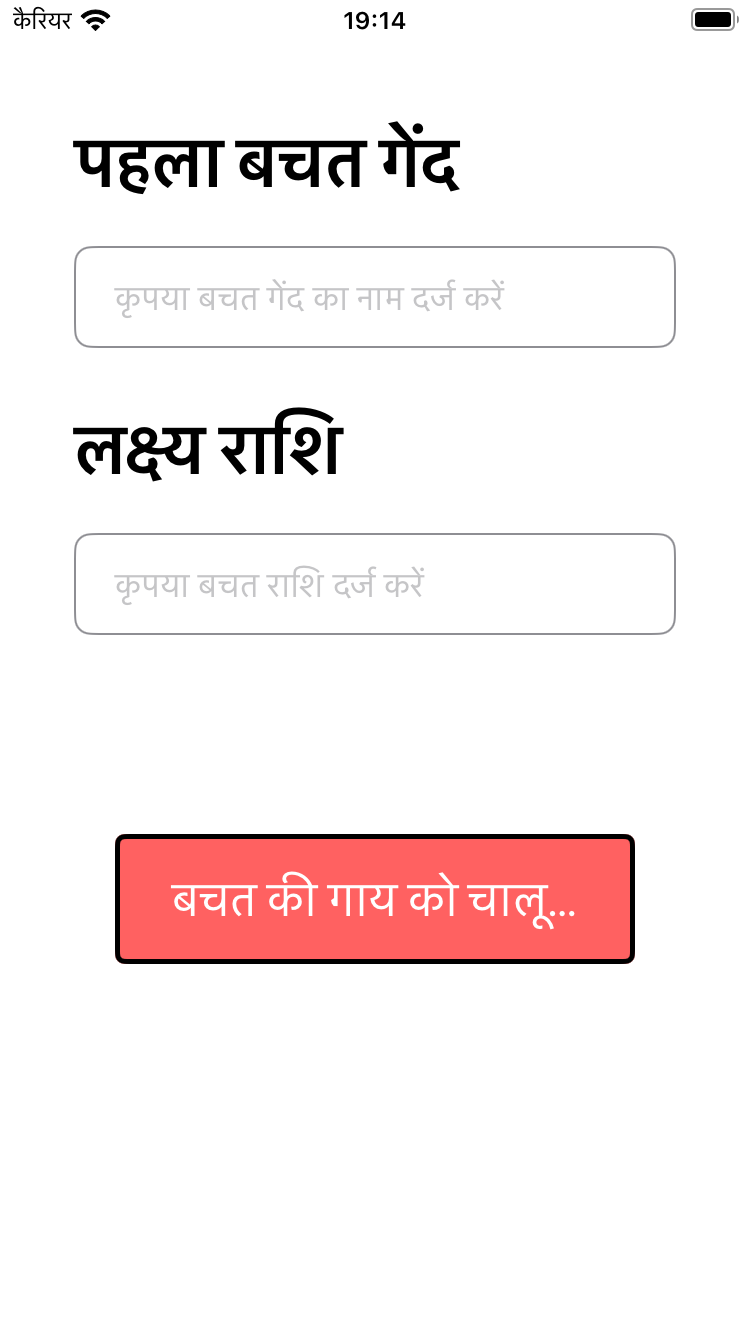 कैरियर 19:14
पहला बचत गेंद
कृपया बचत गेंद का नाम दर्ज करें
लक्ष्य राशि
कृपया बचत राशि दर्ज करें
बचत की गाय को चालू...